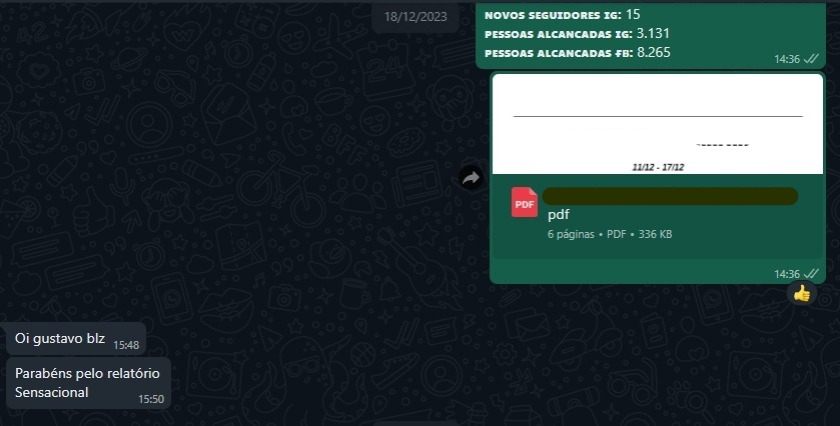 18/12/2023
NOVOS SEGUIDORES IG: 15
PESSOAS ALCANCADAS IG: 3.131
PESSOAS ALCANCADAS FB: 8.265
14:36
11/12 - 17/12
PDF
pdf
6 páginas • PDF • 336 KB
14:36
Oi gustavo blz
15:48
Parabéns pelo relatório
Sensacional
15:50